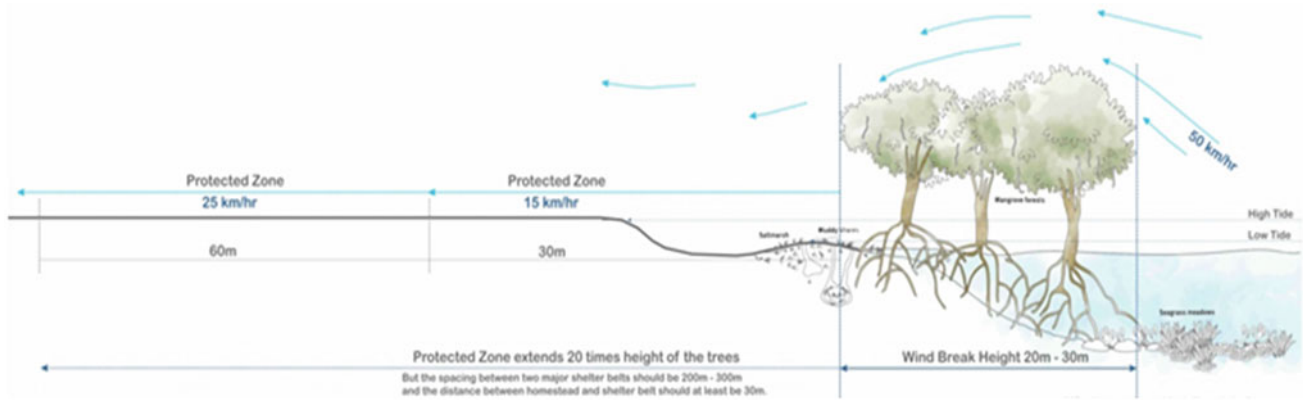 50 km/hr
Protected Zone
Protected Zone
25 km/hr
15 km/hr
Mangrove forests
High Tide
Saltmarsh
Muddy shores
Low Tide
60m
30m
Seagrass meadows
Protected Zone extends 20 times height of the trees
Wind Break Height 20m - 30m
But the spacing between two major shelter belts should be 200m - 300m
and the distance between homestead and shelter belt should at least be 30m.